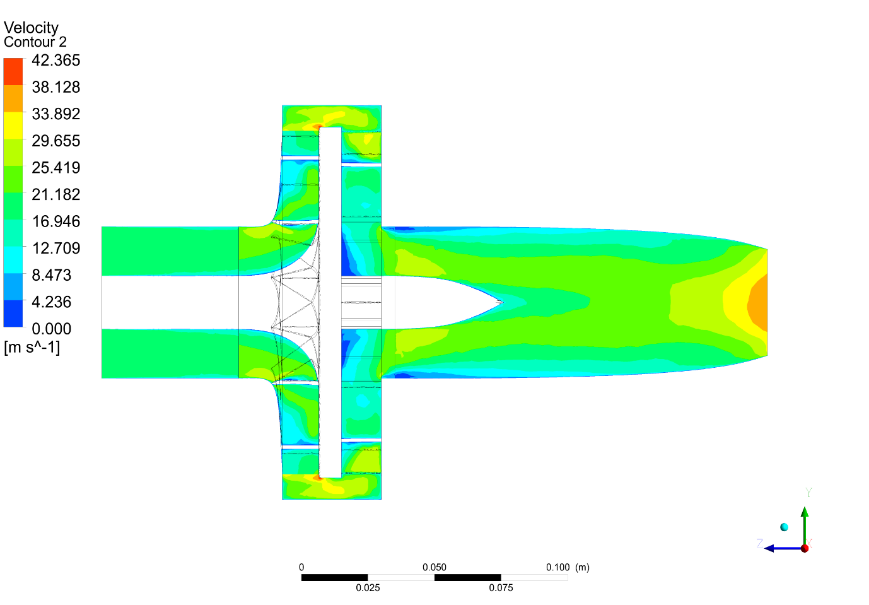 Velocity
Contour 2
42.365
38.128
33.892
29.655
25.419
21.182
16.946
12.709
8.473
4.236
0.000
[m s^-1]
Y
Z
0 0.050 0.100 (m)
0.025 0.075